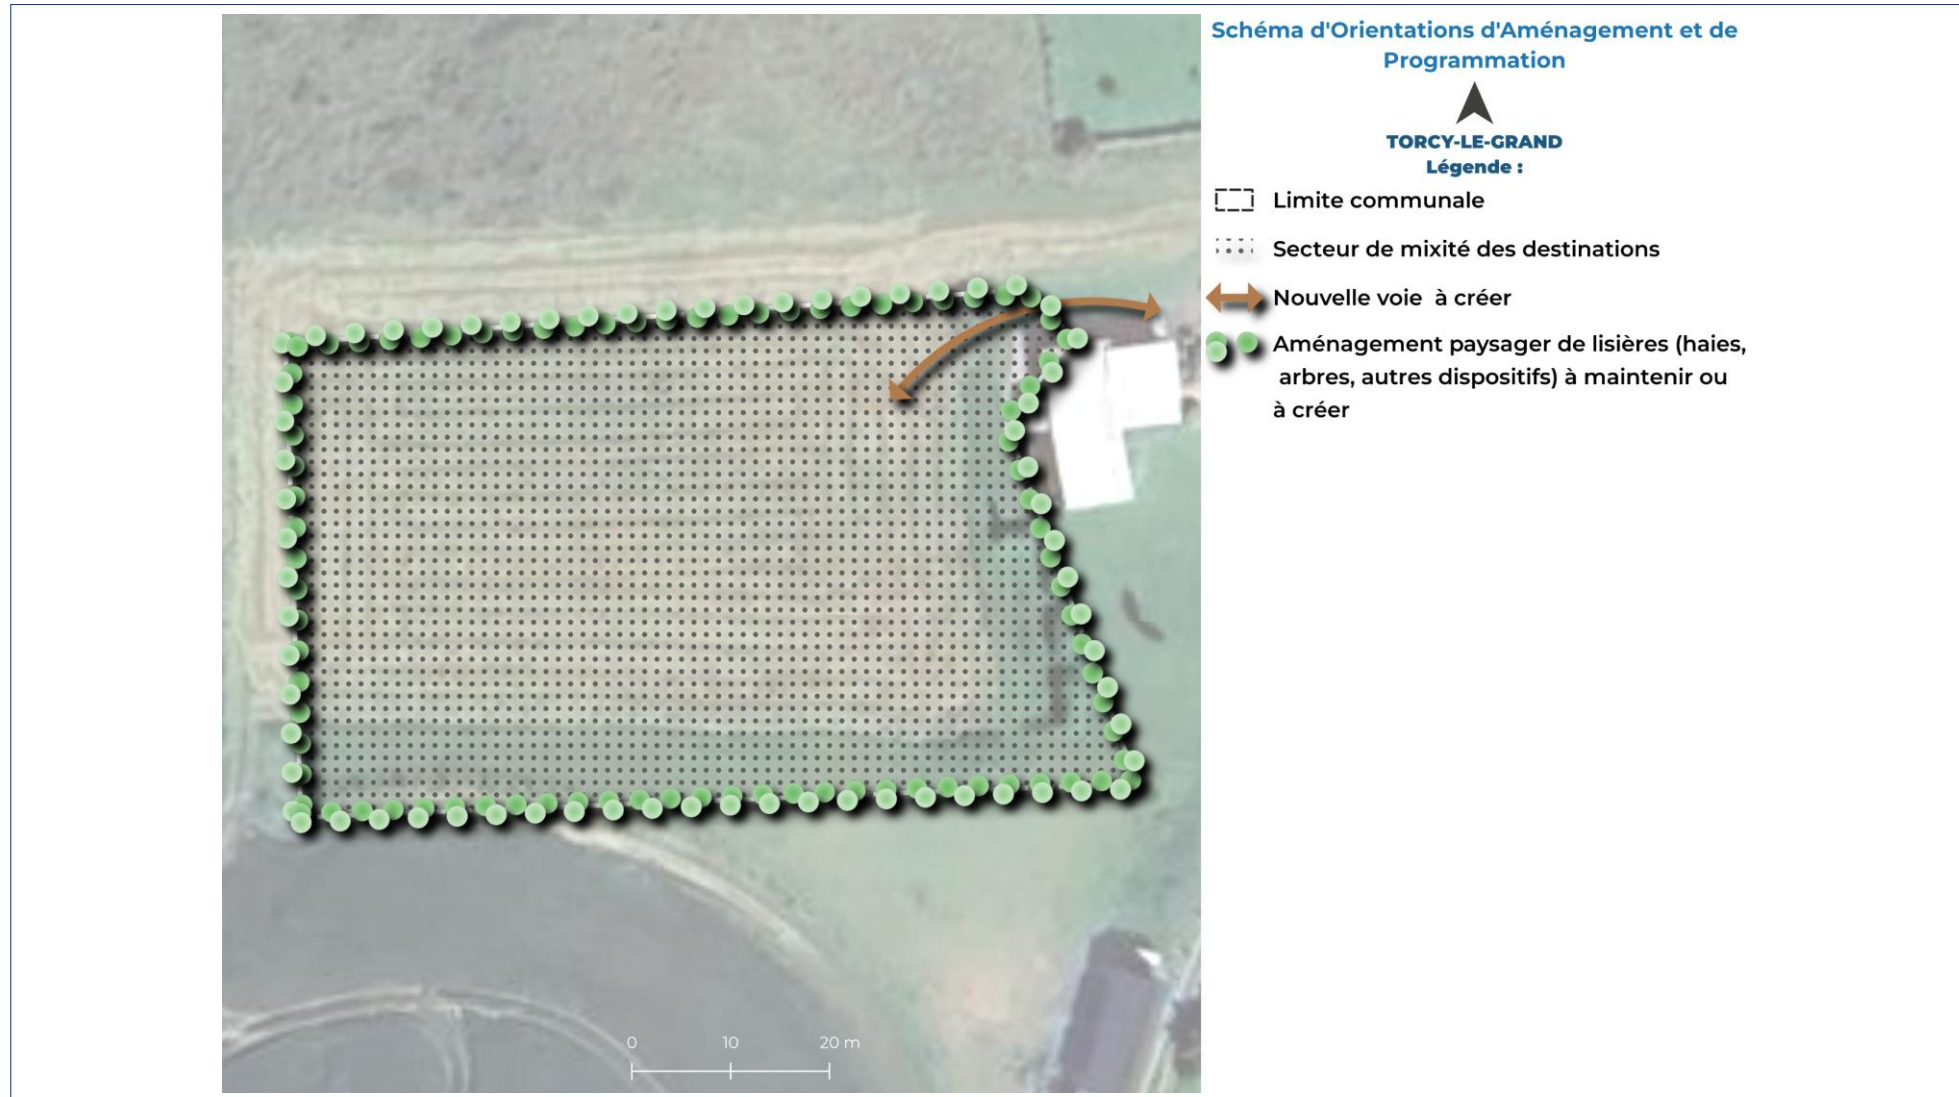 Schéma d'Orientations d'Aménagement et de
Programmation
TORCY-LE-GRAND
Légende :
Limite communale
Secteur de mixité des destinations
Nouvelle voie à créer
Aménagement paysager de lisières (haies,
arbres, autres dispositifs) à maintenir ou
à créer
0 10 20 m